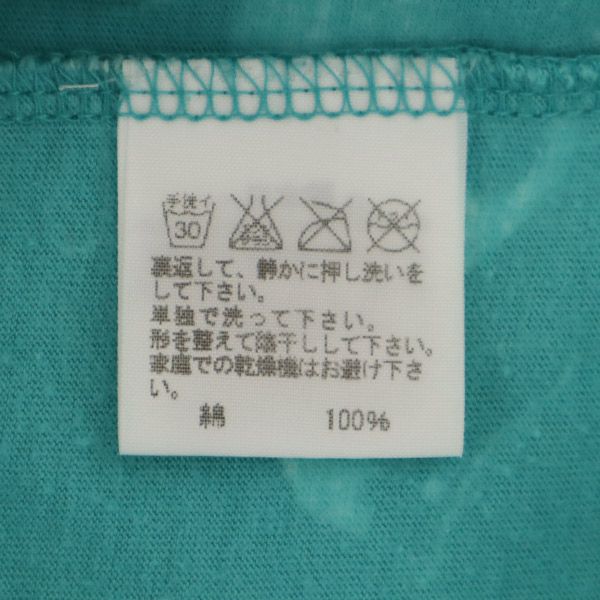 手洗イ
30
裏返して、静かに押し洗いを
して下さい。
単独で洗って下さい。
形を整えて陰干しして下さい。
家庭での乾燥機はお避け下さ
い。
綿 100%